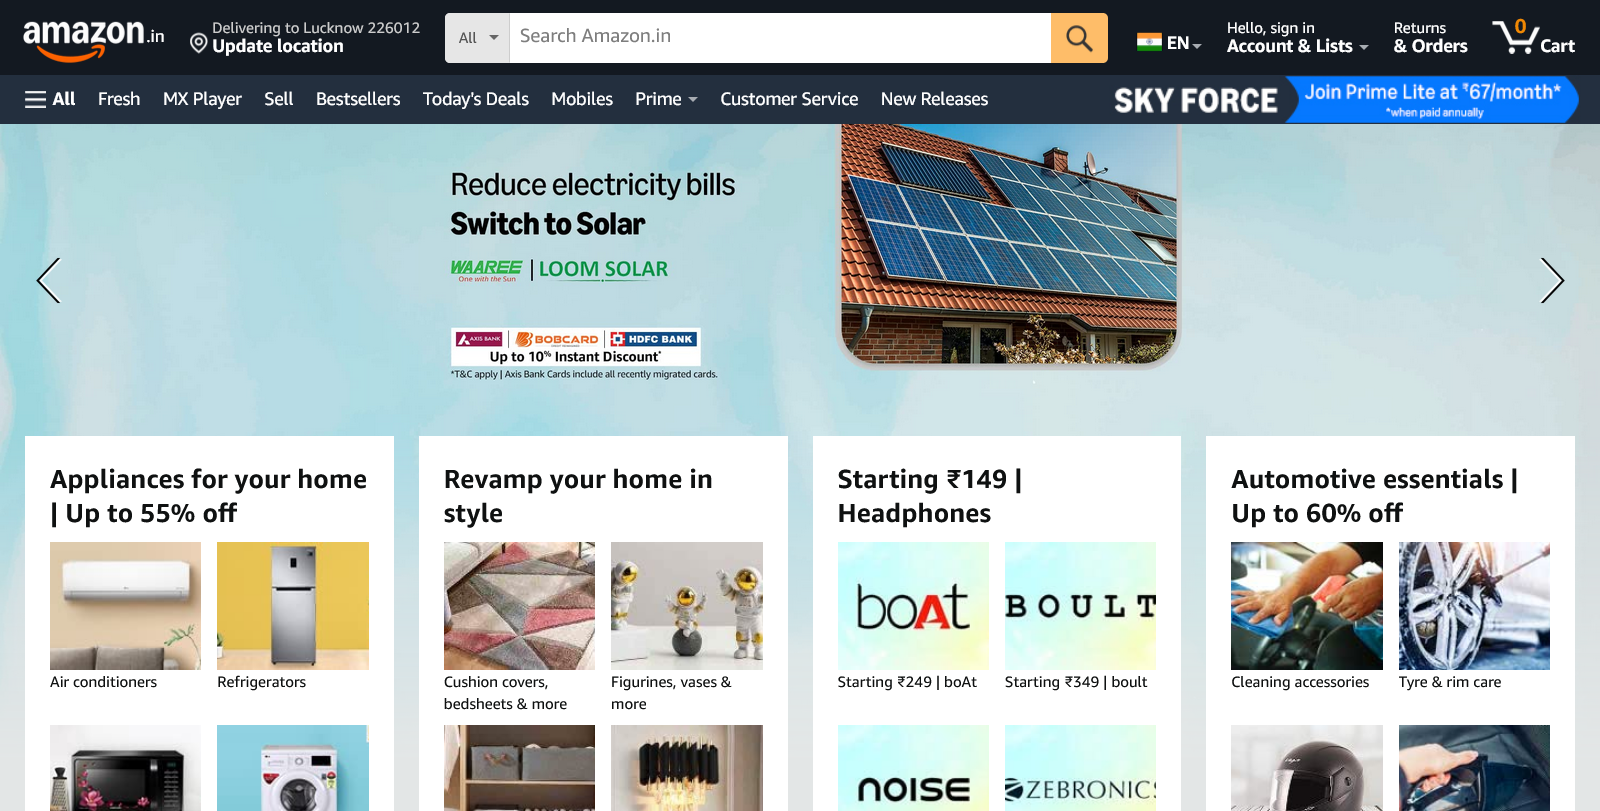 amazon.in
Delivering to Lucknow 226012
Update location
All
Search Amazon.in
EN
Hello, sign in
Account & Lists
Returns
& Orders
0
Cart
All
Fresh
MX Player
Sell
Bestsellers
Today's Deals
Mobiles
Prime
Customer Service
New Releases
SKY FORCE
Join Prime Lite at ₹67/month*
*when paid annually
Reduce electricity bills
Switch to Solar
WAAREE
One with the Sun
LOOM SOLAR
AXIS BANK
BOBCARD
HDFC BANK
Up to 10% Instant Discount*
*T&C apply | Axis Bank Cards include all recently migrated cards.
Appliances for your home
| Up to 55% off
Air conditioners
Refrigerators
Revamp your home in
style
Cushion covers,
bedsheets & more
Figurines, vases &
more
Starting ₹149 |
Headphones
boAt
BOULT
Starting ₹249 | boAt
Starting ₹349 | boult
NOISE
ZEBRONICS
Automotive essentials |
Up to 60% off
Cleaning accessories
Tyre & rim care